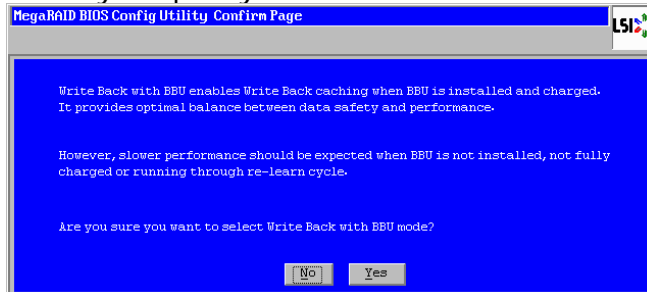 MegaRAID BIOS Config Utility Confirm Page
LSI
Write Back with BBU enables Write Back caching when BBU is installed and charged.
It provides optimal balance between data safety and performance.
However, slower performance should be expected when BBU is not installed, not fully
charged or running through re-learn cycle.
Are you sure you want to select Write Back with BBU mode?
No Yes